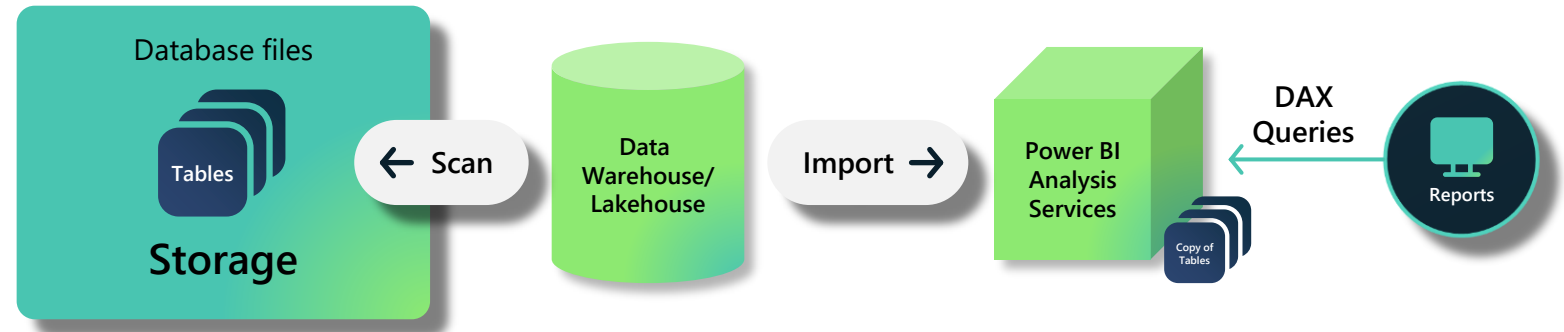 Database files
Tables
Storage
Scan
Data
Warehouse/
Lakehouse
Import
Power BI
Analysis
Services
Copy of
Tables
DAX
Queries
Reports